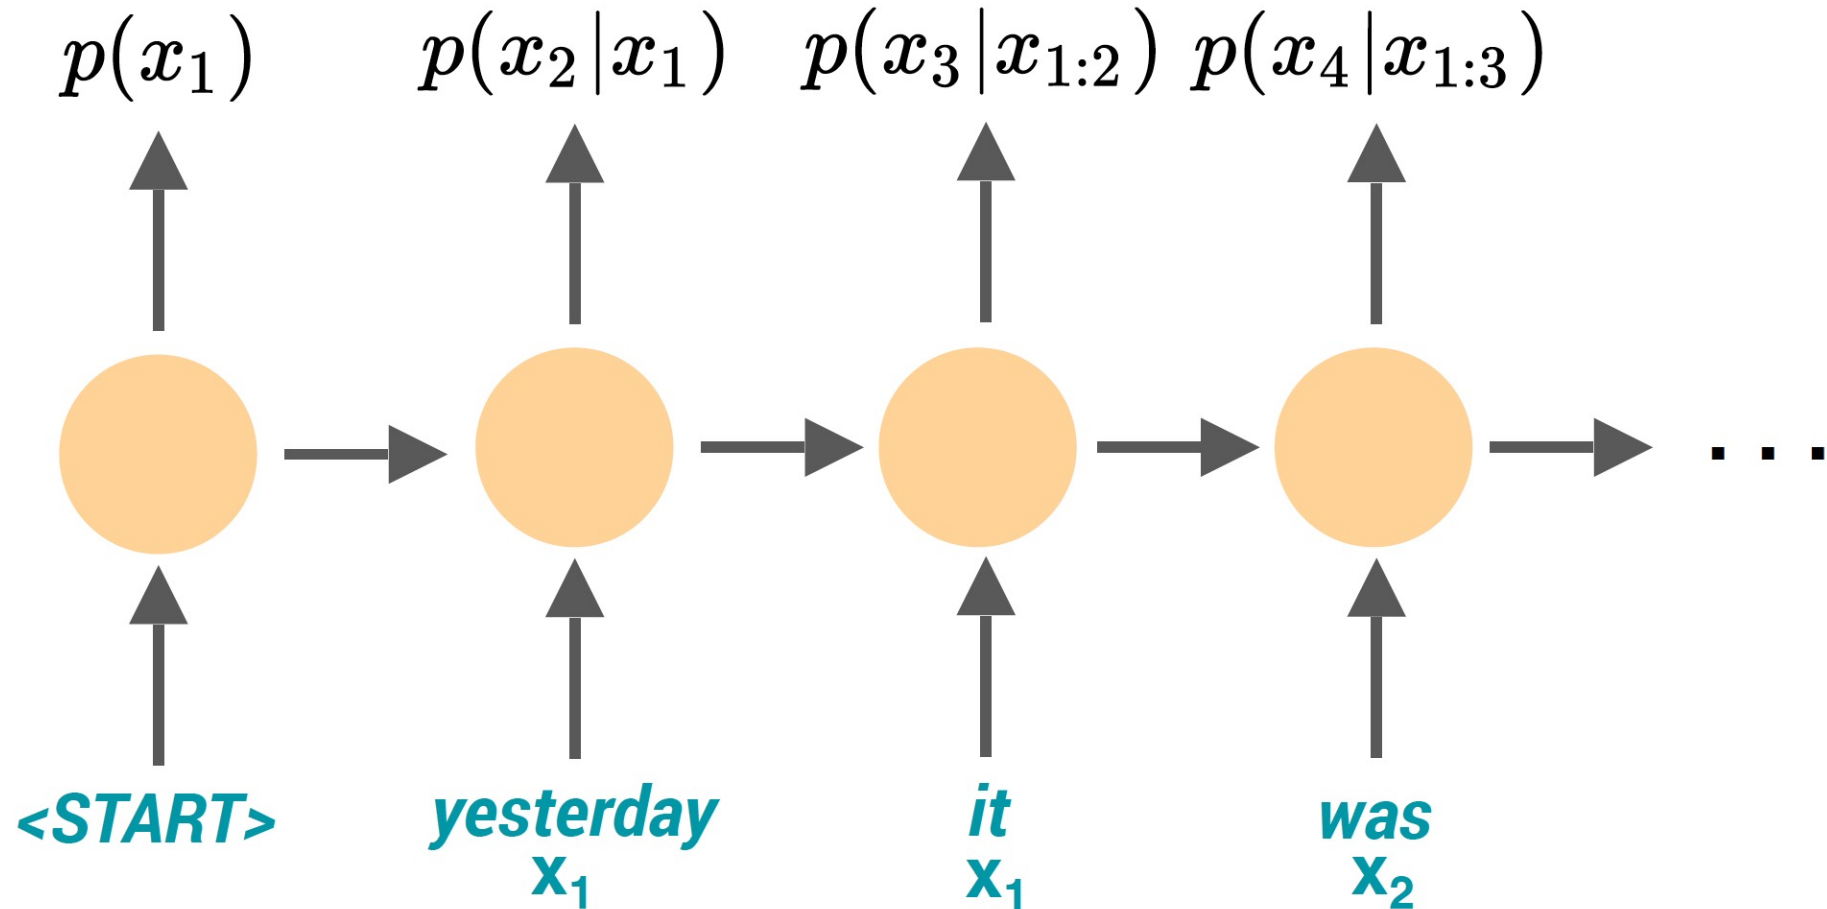 p(x₁) p(x₂|x₁) p(x₃|x₁:₂) p(x₄|x₁:₃)
. . .
<START> yesterday it was
x₁ x₁ x₂